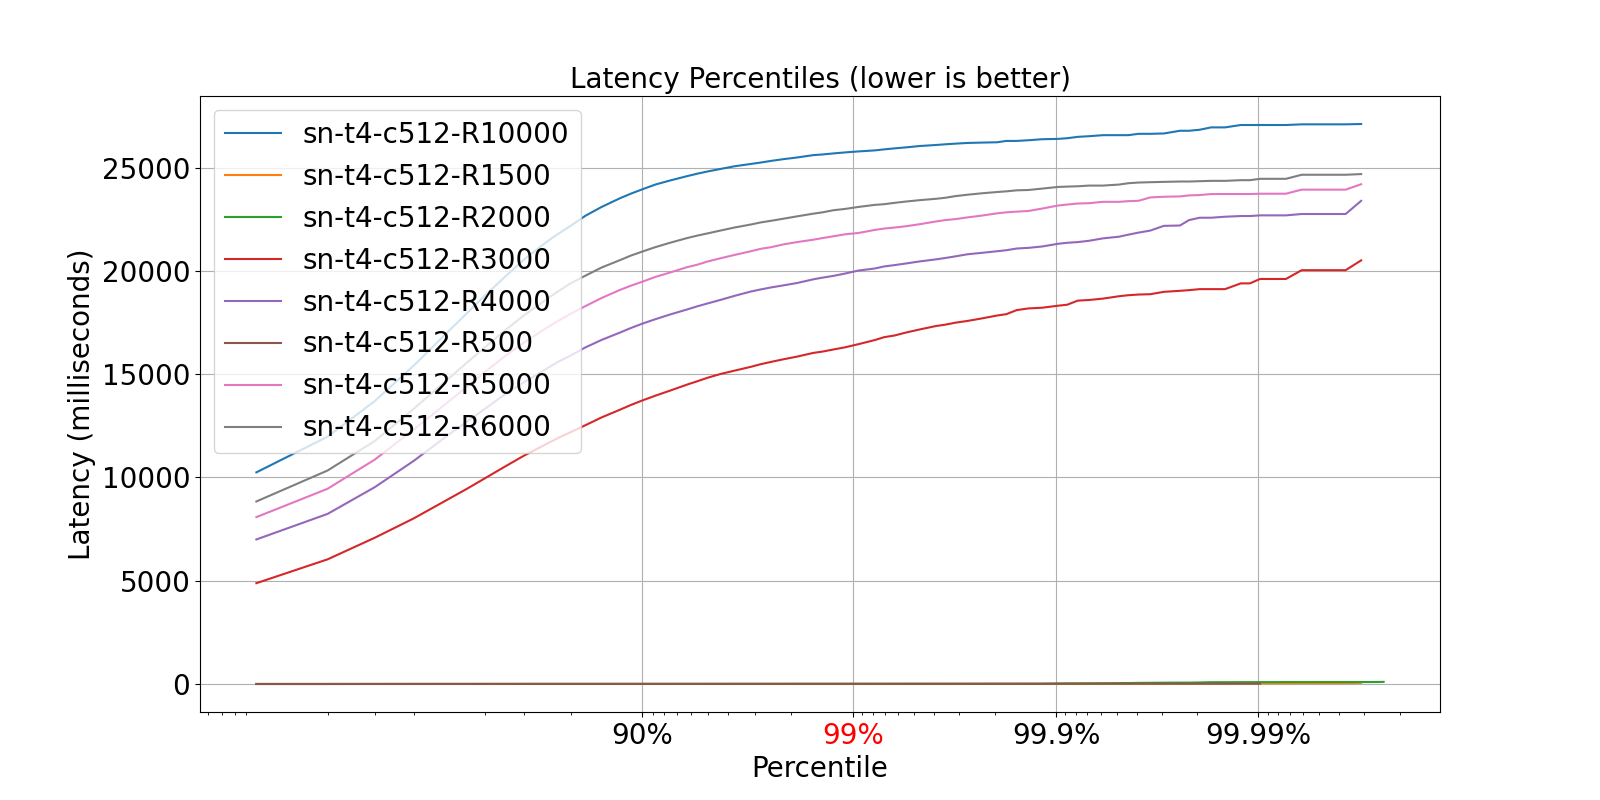 Latency Percentiles (lower is better)
sn-t4-c512-R10000
sn-t4-c512-R1500
sn-t4-c512-R2000
sn-t4-c512-R3000
sn-t4-c512-R4000
sn-t4-c512-R500
sn-t4-c512-R5000
sn-t4-c512-R6000
Latency (milliseconds)
25000
20000
15000
10000
5000
0
90%
99%
99.9%
99.99%
Percentile